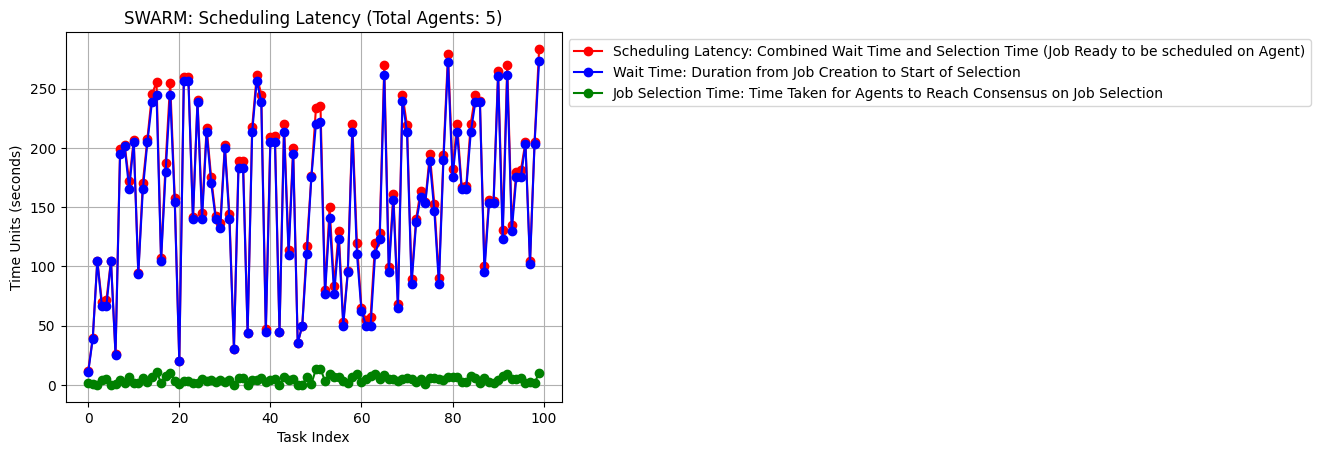 SWARM: Scheduling Latency (Total Agents: 5)
Scheduling Latency: Combined Wait Time and Selection Time (Job Ready to be scheduled on Agent)
Wait Time: Duration from Job Creation to Start of Selection
Job Selection Time: Time Taken for Agents to Reach Consensus on Job Selection
Time Units (seconds)
250
200
150
100
50
0
0 20 40 60 80 100
Task Index